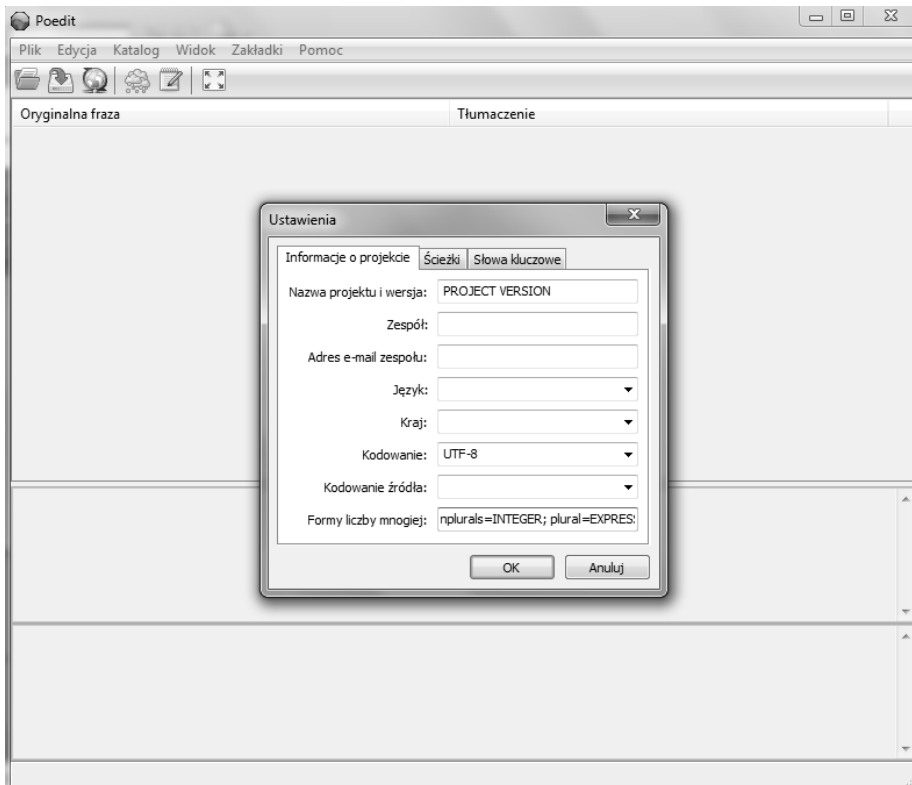 Poedit
Plik Edycja Katalog Widok Zakładki Pomoc
Oryginalna fraza Tłumaczenie
Ustawienia
Informacje o projekcie Ścieżki Słowa kluczowe
Nazwa projektu i wersja: PROJECT VERSION
Zespół:
Adres e-mail zespołu:
Język:
Kraj:
Kodowanie: UTF-8
Kodowanie źródła:
Formy liczby mnogiej: nplurals=INTEGER; plural=EXPRES
OK Anuluj